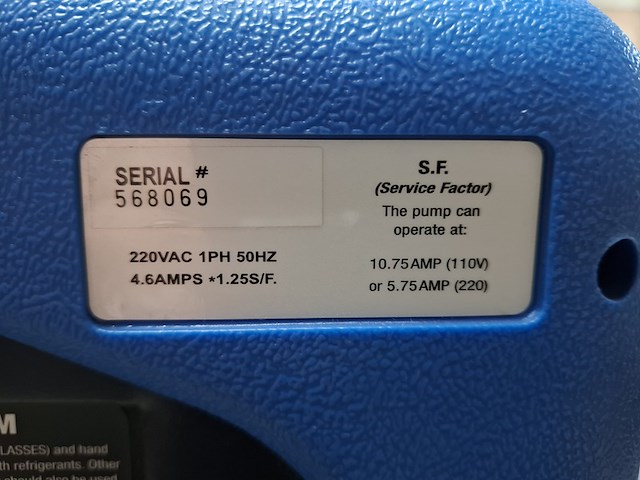 SERIAL #
568069
220VAC 1PH 50HZ
4.6AMPS *1.25S/F.
S.F.
(Service Factor)
The pump can
operate at:
10.75AMP (110V)
or 5.75AMP (220)
M
LASSES) and hand
th refrigerants. Other
should also be used